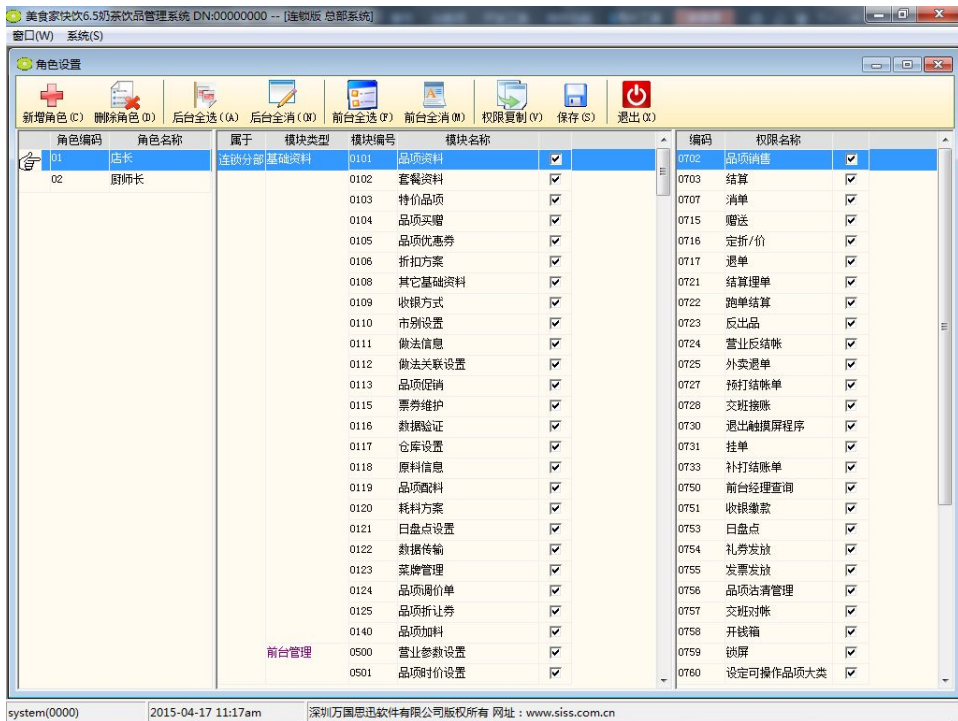 美食家快饮6.5奶茶饮品管理系统 DN:00000000 -- [连锁版 总部系统]
窗口(W) 系统(S)
角色设置
新增角色(C) 删除角色(D) 后台全选(A) 后台全消(N) 前台全选(F) 前台全消(M) 权限复制(V) 保存(S) 退出(X)
角色编码 角色名称 属于 模块类型 模块编号 模块名称 编码 权限名称
01 店长 连锁分部 基础资料 0101 品项资料 0702 品项销售
02 厨师长 0102 套餐资料 0703 结算
0103 特价品项 0707 消单
0104 品项买赠 0715 赠送
0105 品项优惠券 0716 定折/价
0106 折扣方案 0717 退单
0108 其它基础资料 0721 结算埋单
0109 收银方式 0722 跑单结算
0110 市别设置 0723 反出品
0111 做法信息 0724 营业反结帐
0112 做法关联设置 0725 外卖退单
0113 品项促销 0727 预打结帐单
0115 票券维护 0728 交班接账
0116 数据验证 0730 退出触摸屏程序
0117 仓库设置 0731 挂单
0118 原料信息 0733 补打结账单
0119 品项配料 0750 前台经理查询
0120 耗料方案 0751 收银缴款
0121 日盘点设置 0753 日盘点
0122 数据传输 0754 礼券发放
0123 菜牌管理 0755 发票发放
0124 品项调价单 0756 品项沽清管理
0125 品项折让券 0757 交班对帐
0140 品项加料 0758 开钱箱
前台管理 0500 营业参数设置 0759 锁屏
0501 品项时价设置 0760 设定可操作品项大类
system(0000) 2015-04-17 11:17am 深圳万国思迅软件有限公司版权所有 网址：www.siss.com.cn